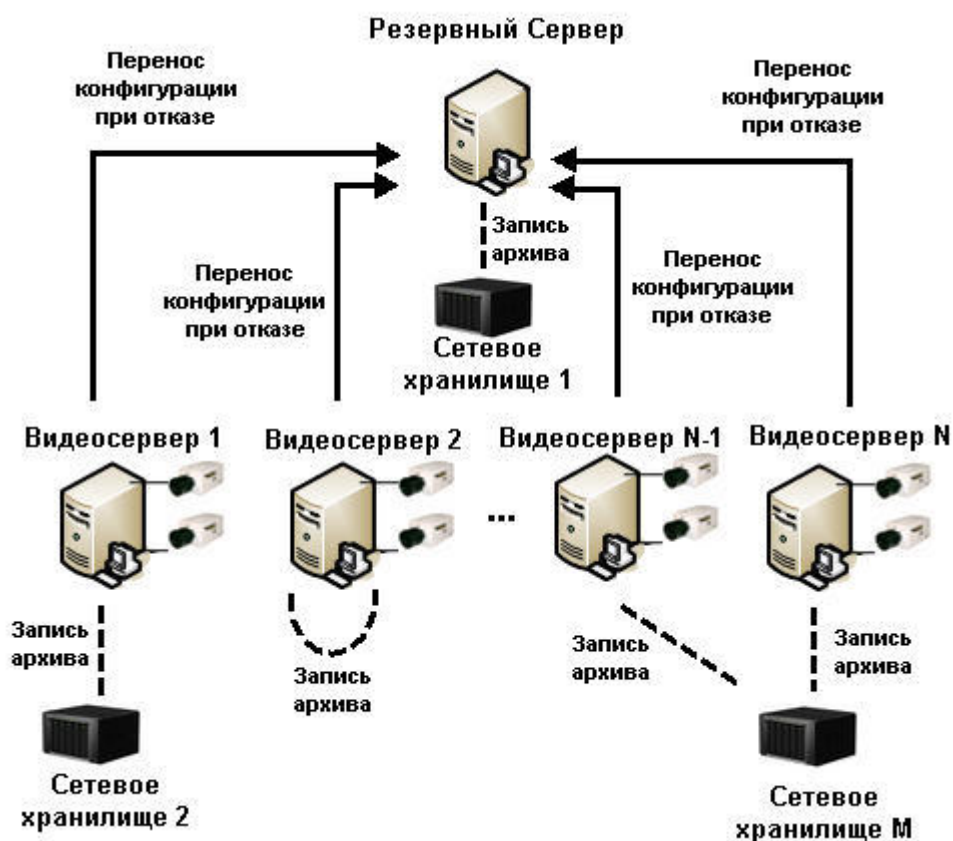 Резервный Сервер
Перенос
конфигурации
при отказе
Перенос
конфигурации
при отказе
Запись
архива
Перенос
конфигурации
при отказе
Перенос
конфигурации
при отказе
Сетевое
хранилище 1
Видеосервер 1
Видеосервер 2
Видеосервер N-1
Видеосервер N
...
Запись
архива
Запись
архива
Запись
архива
Запись
архива
Сетевое
хранилище 2
Сетевое
хранилище M